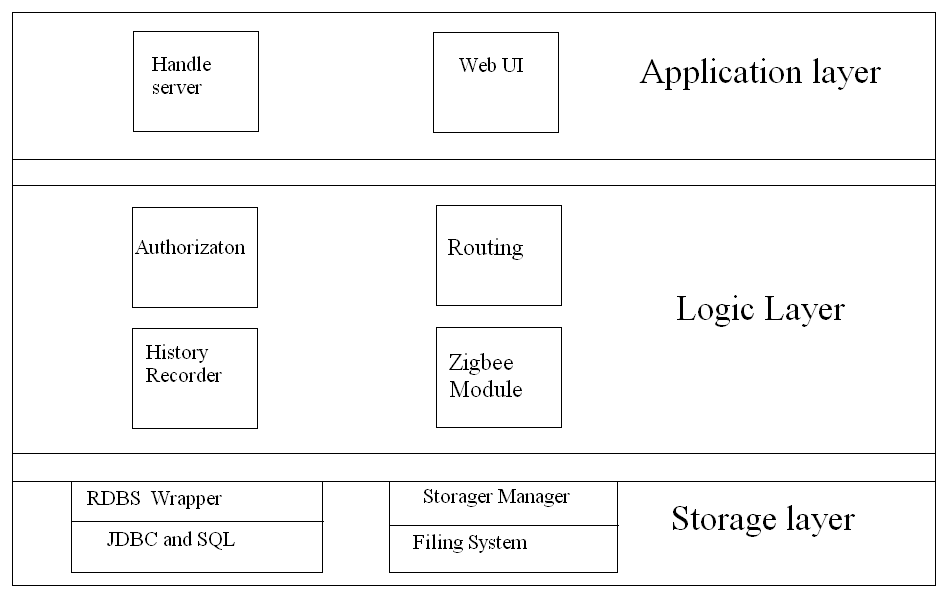 Handle
server
Web UI
Application layer
Authorizaton
Routing
Logic Layer
History
Recorder
Zigbee
Module
RDBS Wrapper
Storager Manager
Storage layer
JDBC and SQL
Filing System